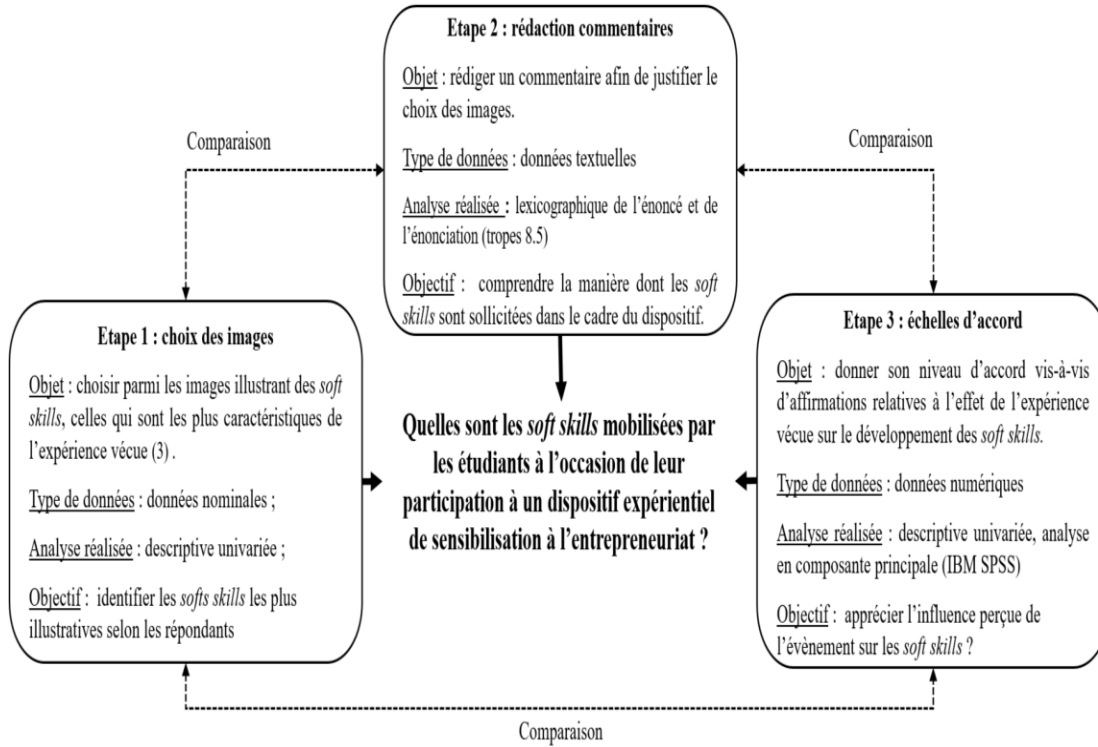 Etape 2 : rédaction commentaires
Objet : rédiger un commentaire afin de justifier le
choix des images.
Type de données : données textuelles
Analyse réalisée : lexicographique de l'énoncé et de
l'énonciation (tropes 8.5)
Objectif : comprendre la manière dont les soft
skills sont sollicitées dans le cadre du dispositif.
Comparaison
Comparaison
Etape 1 : choix des images
Objet : choisir parmi les images illustrant des soft
skills, celles qui sont les plus caractéristiques de
l'expérience vécue (3) .
Type de données : données nominales ;
Analyse réalisée : descriptive univariée ;
Objectif : identifier les softs skills les plus
illustratives selon les répondants
Quelles sont les soft skills mobilisées par
les étudiants à l'occasion de leur
participation à un dispositif expérientiel
de sensibilisation à l'entrepreneuriat ?
Etape 3 : échelles d'accord
Objet : donner son niveau d'accord vis-à-vis
d'affirmations relatives à l'effet de l'expérience
vécue sur le développement des soft skills.
Type de données : données numériques
Analyse réalisée : descriptive univariée, analyse
en composante principale (IBM SPSS)
Objectif : apprécier l'influence perçue de
l'évènement sur les soft skills ?
Comparaison